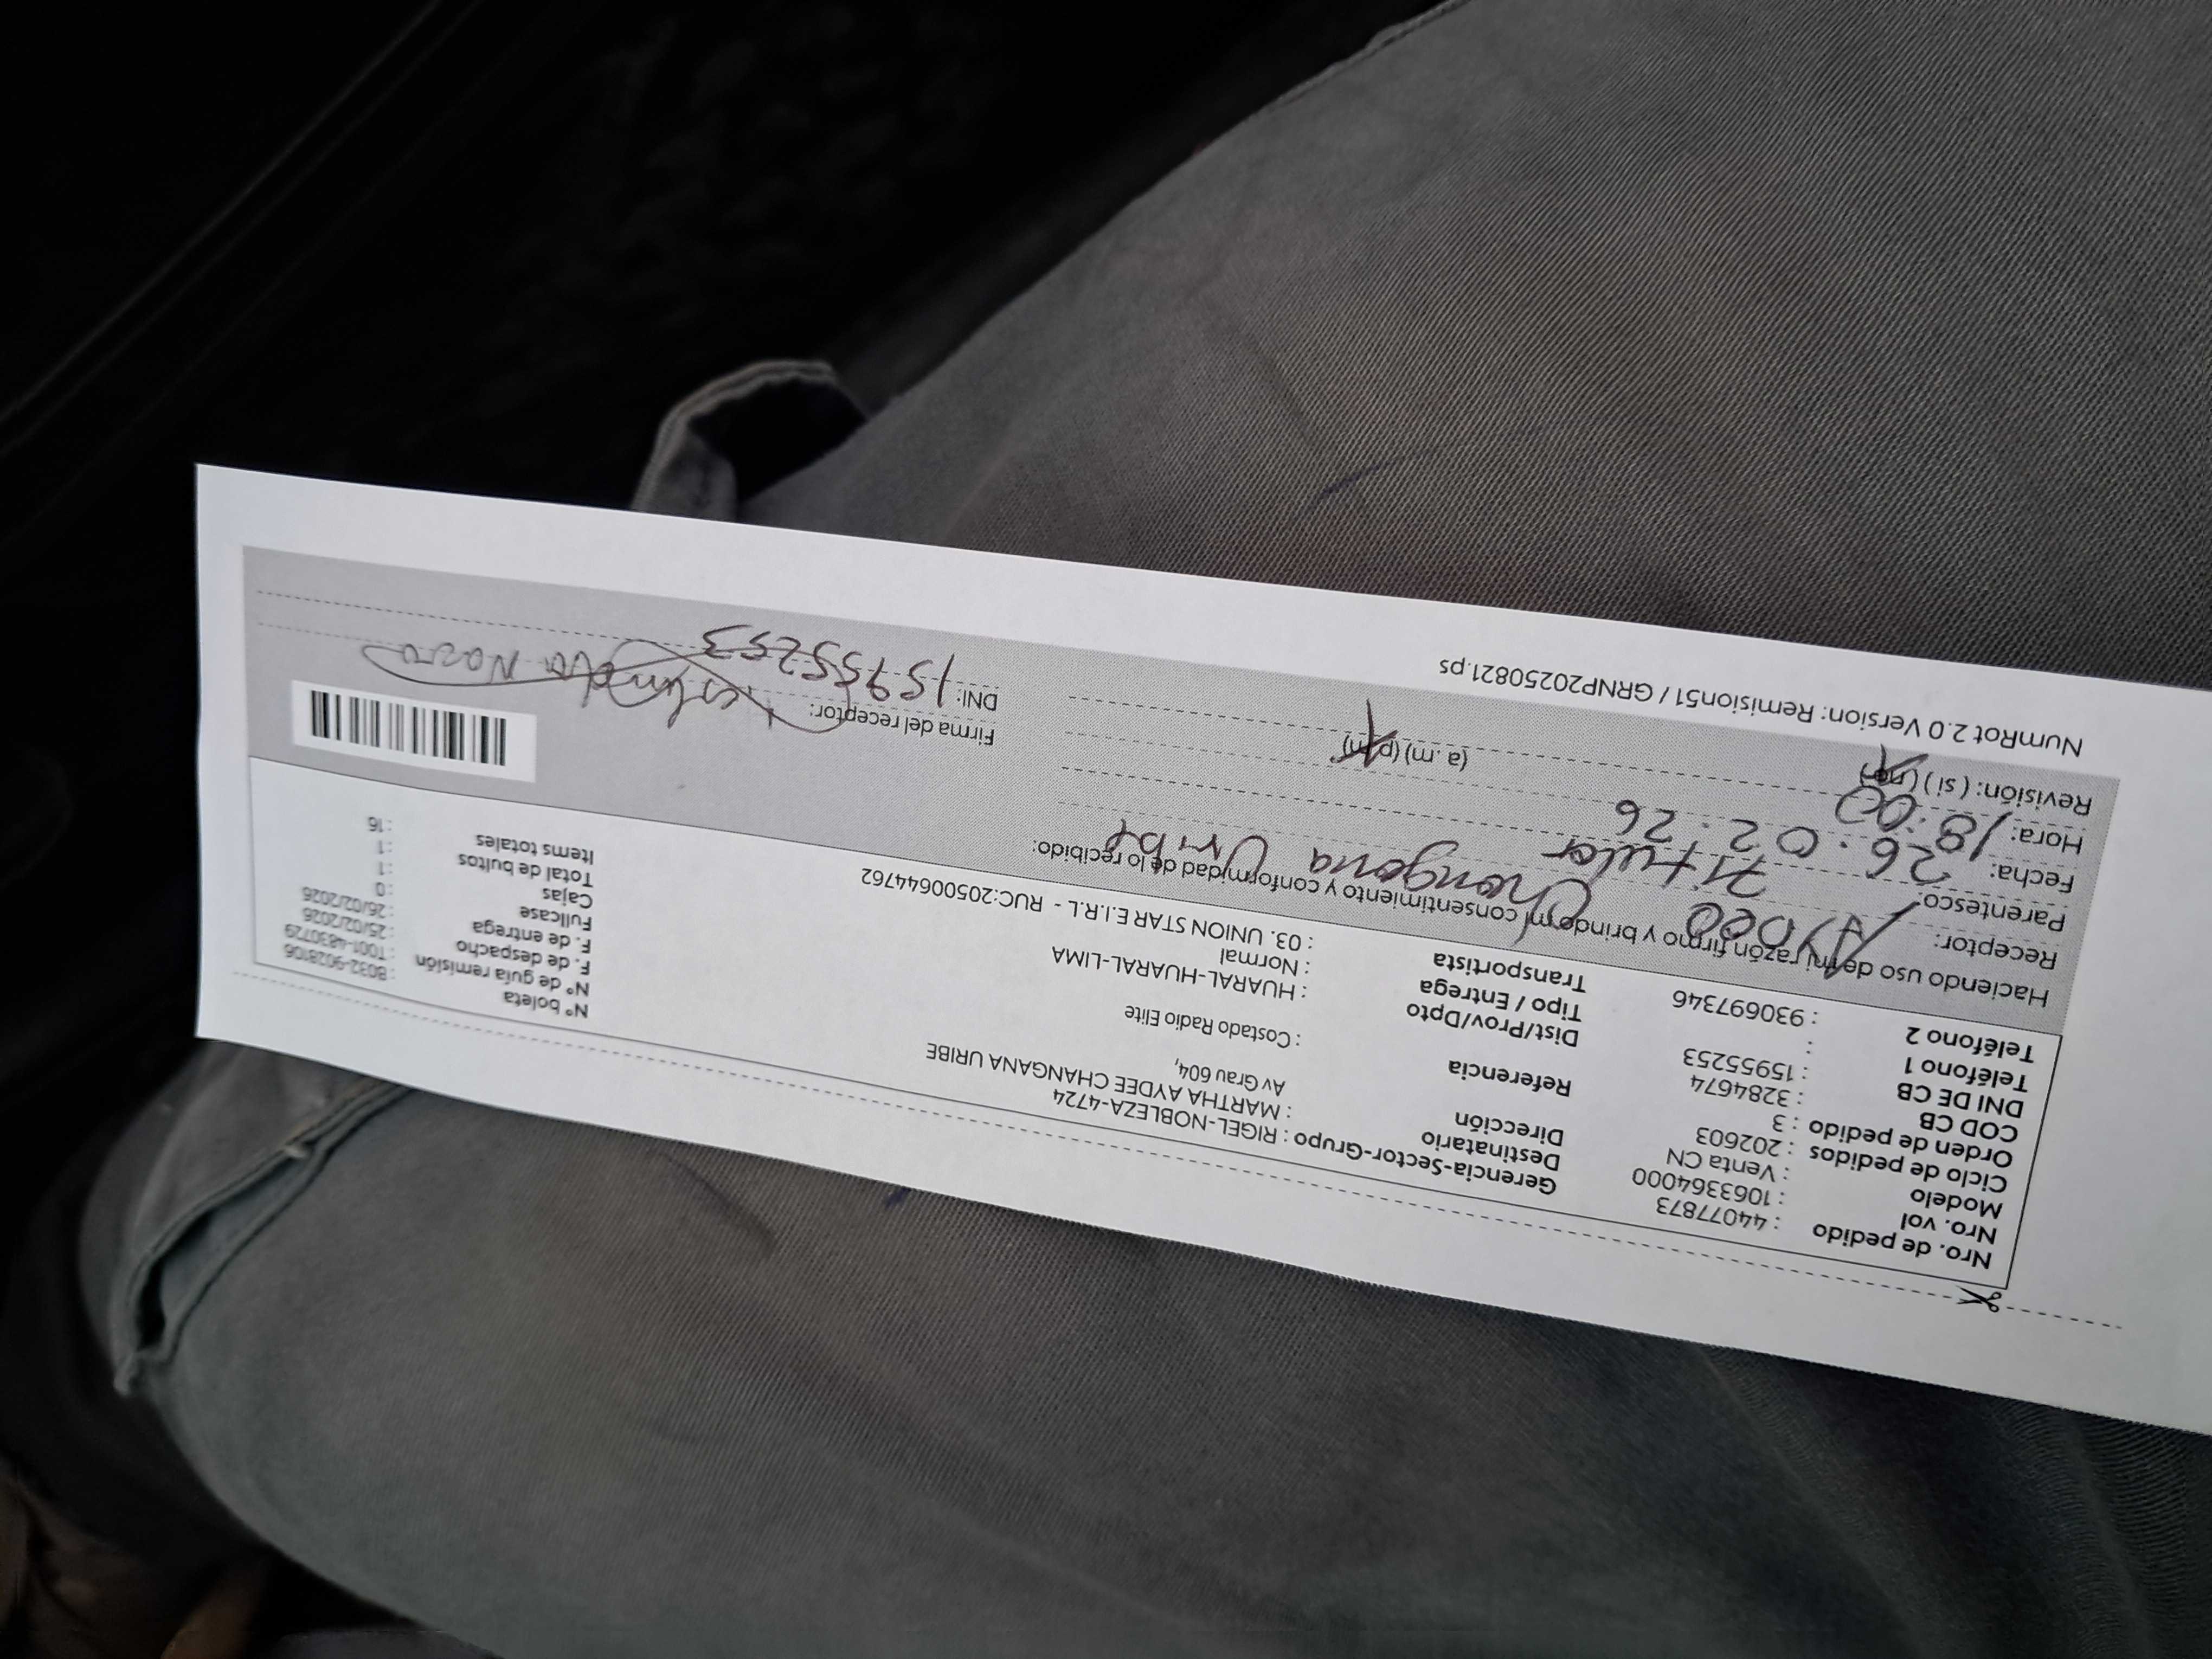 Nro. de pedido : 44077873
Nro. vol : 1063364000
Modelo : Venta CN
Ciclo de pedidos : 202603
Orden de pedido : 3
COD CB : 3284674
DNI DE CB : 15955253
Teléfono 1 :
Teléfono 2 : 930697346
Gerencia-Sector-Grupo : RIGEL-NOBLEZA-4724
Destinatario : MARTHA AYDEE CHANGANA URIBE
Dirección Av Grau 604,
Referencia : Costado Radio Elite
Dist/Prov/Dpto : HUARAL-HUARAL-LIMA
Tipo / Entrega : Normal
Transportista : 03. UNION STAR E.I.R.L - RUC:20500644762
N° boleta : B032-9028106
N° de guía remisión : T001-4830729
F. de despacho : 25/02/2026
F. de entrega : 26/02/2026
Fullcase : 0
Cajas : 1
Total de bultos : 1
Items totales : 16
Haciendo uso de mi razón firmo y brindo mi consentimiento y conformidad de lo recibido:
Receptor: Aydee Changana Uribe
Parentesco: Titular
Fecha: 26.02.26
Hora: 18:00 (a.m) (p.m)
Revisión: (si) (no)
Firma del receptor:
DNI: 15955253
NumRot 2.0 Version: Remision51 / GRNP20250821.ps